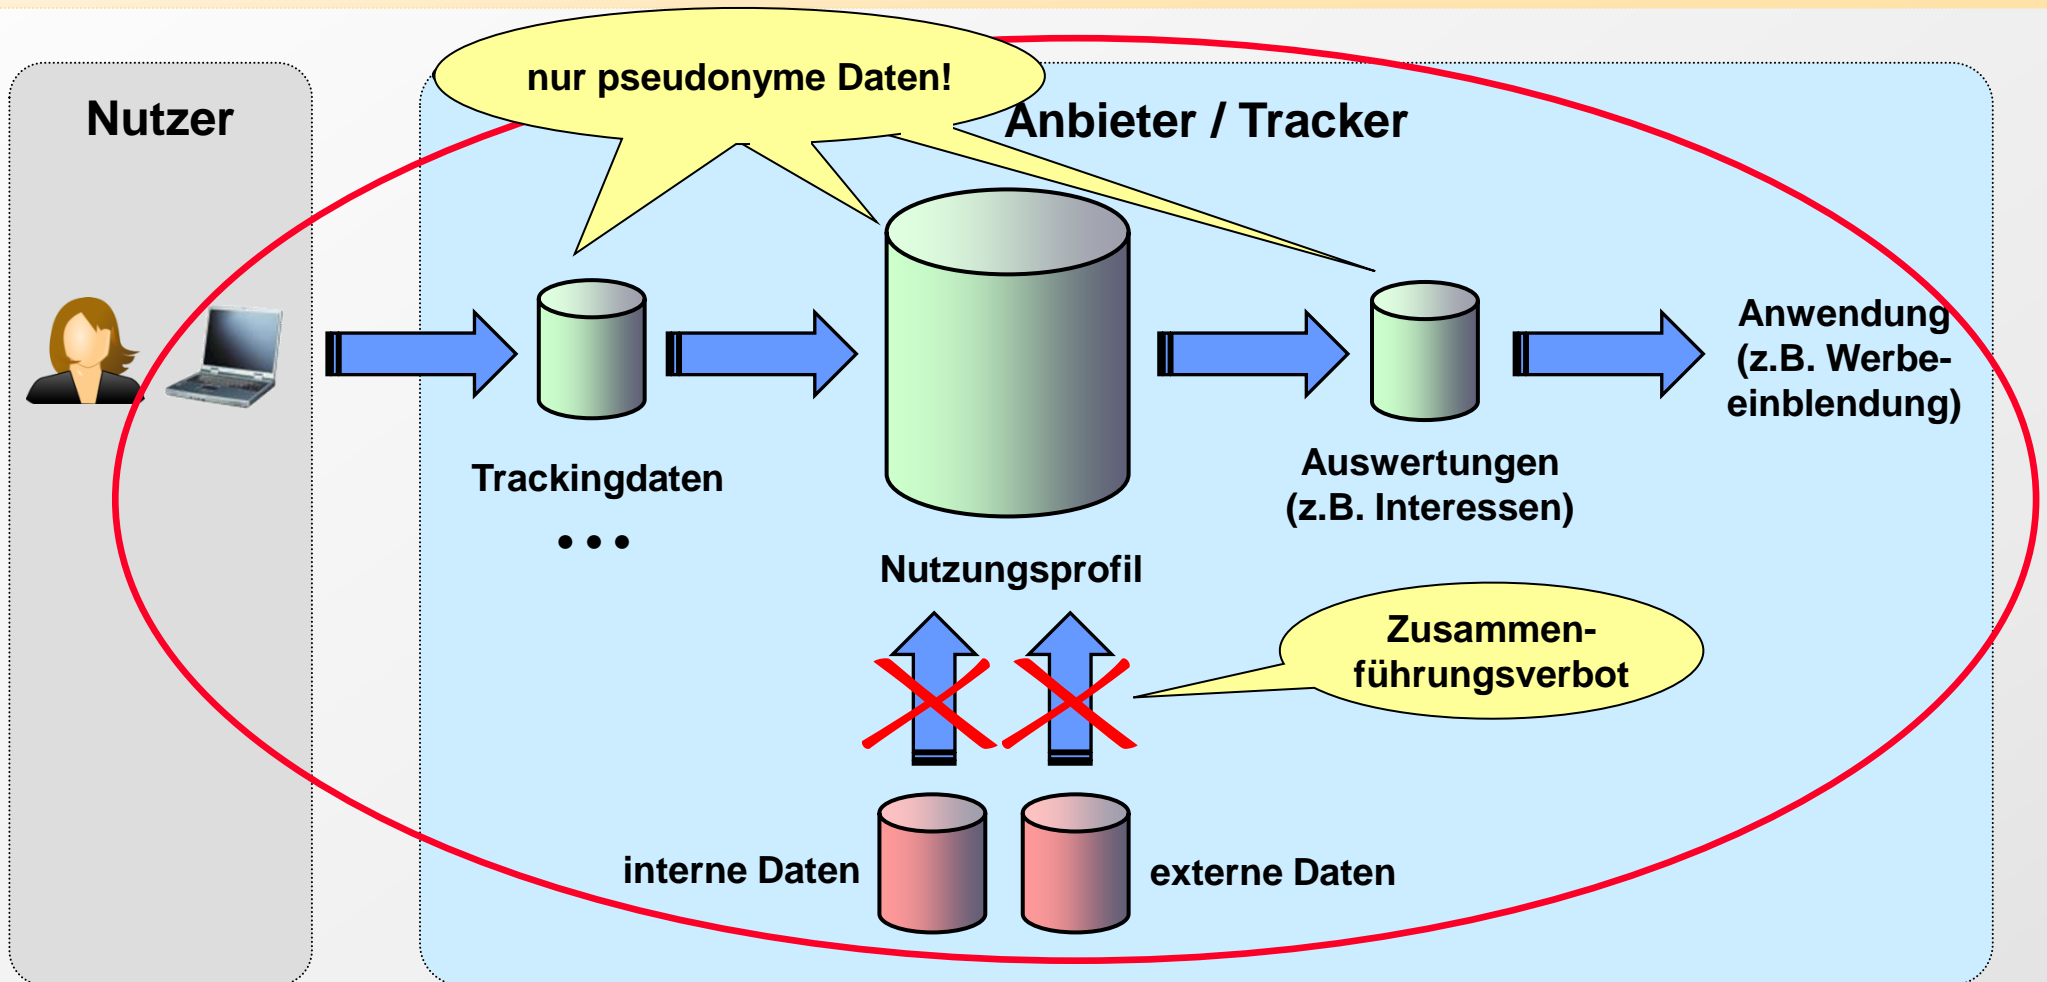 nur pseudonyme Daten!
Nutzer
Anbieter / Tracker
Anwendung
(z.B. Werbe-
einblendung)
Trackingdaten
...
Auswertungen
(z.B. Interessen)
Nutzungsprofil
Zusammen-
führungsverbot
interne Daten
externe Daten